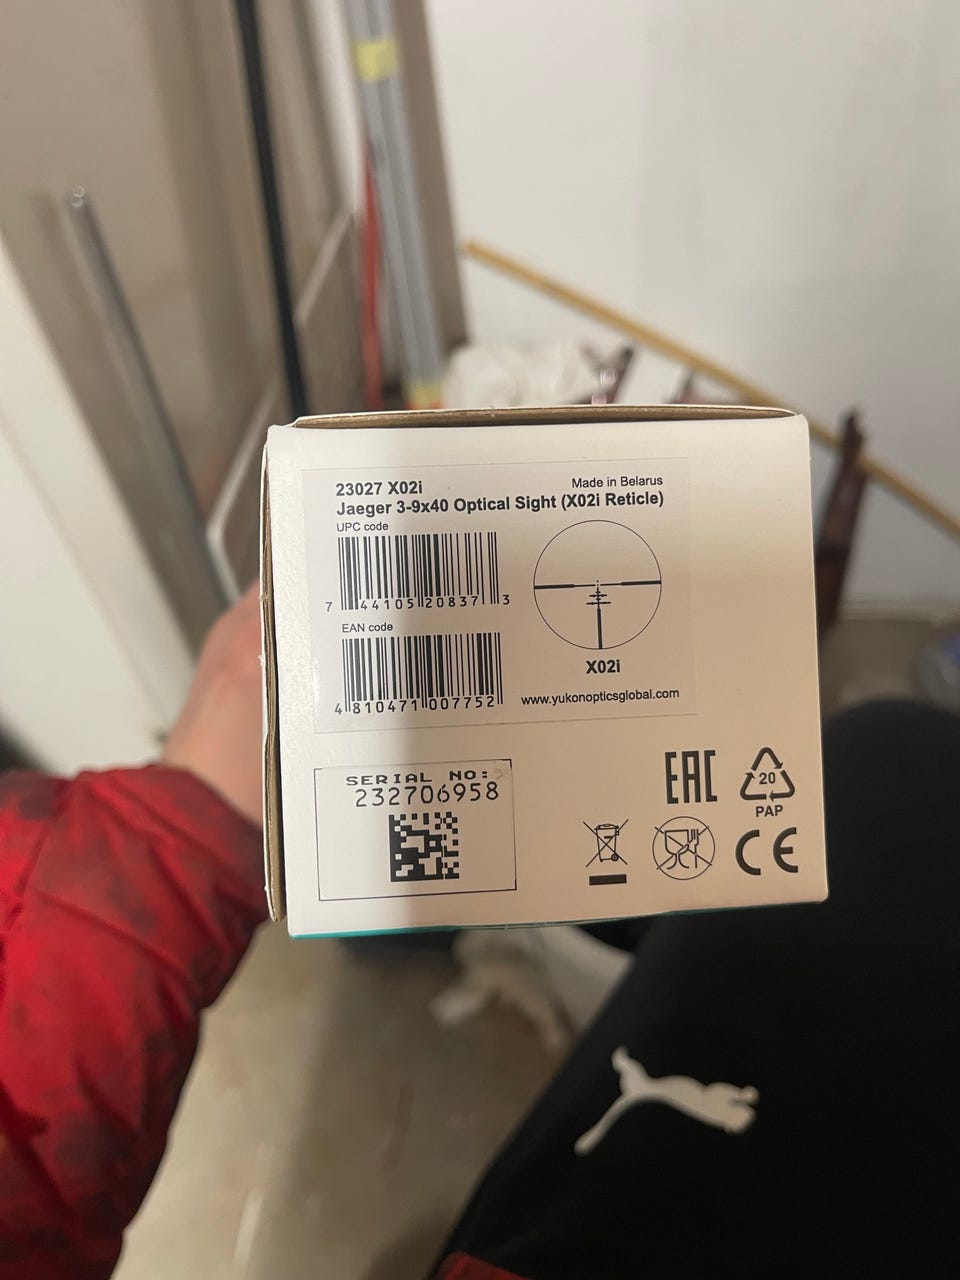 23027 X02i
Made in Belarus
Jaeger 3-9x40 Optical Sight (X02i Reticle)
UPC code
7 44105 20837 3
EAN code
4 810471 007752
X02i
www.yukonopticsglobal.com
SERIAL NO:
232706958
EAC
20
PAP
CE